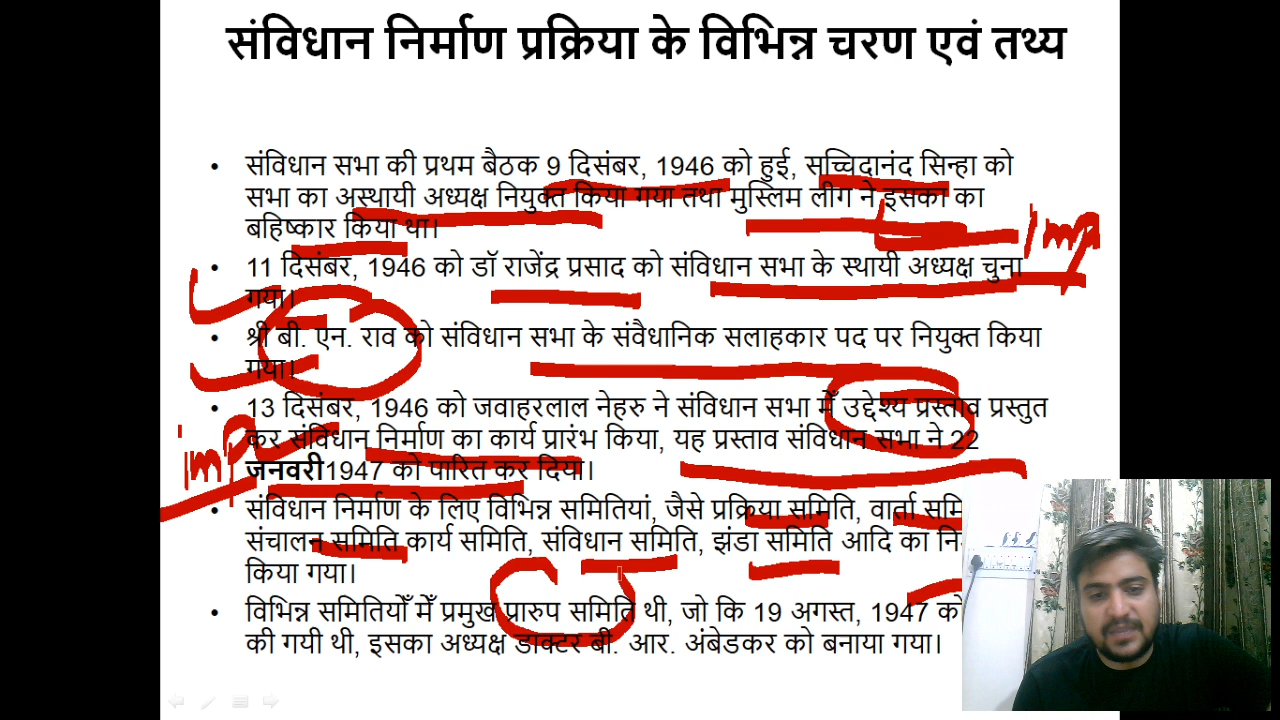 संविधान निर्माण प्रक्रिया के विभिन्न चरण एवं तथ्य
• संविधान सभा की प्रथम बैठक 9 दिसंबर, 1946 को हुई, सच्चिदानंद सिन्हा को
सभा का अस्थायी अध्यक्ष नियुक्त किया गया तथा मुस्लिम लीग ने इसका का
बहिष्कार किया था।
Imp
• 11 दिसंबर, 1946 को डॉ राजेंद्र प्रसाद को संविधान सभा के स्थायी अध्यक्ष चुना
गया।
• श्री बी. एन. राव को संविधान सभा के संवैधानिक सलाहकार पद पर नियुक्त किया
गया।
• 13 दिसंबर, 1946 को जवाहरलाल नेहरु ने संविधान सभा मेँ उद्देश्य प्रस्ताव प्रस्तुत
कर संविधान निर्माण का कार्य प्रारंभ किया, यह प्रस्ताव संविधान सभा ने 22
जनवरी1947 को पारित कर दिया।
imp
• संविधान निर्माण के लिए विभिन्न समितियां, जैसे प्रक्रिया समिति, वार्ता समि
संचालन समिति कार्य समिति, संविधान समिति, झंडा समिति आदि का नि
किया गया।
• विभिन्न समितियोँ मेँ प्रमुख प्रारुप समिति थी, जो कि 19 अगस्त, 1947 को
की गयी थी, इसका अध्यक्ष डाक्टर बी. आर. अंबेडकर को बनाया गया।